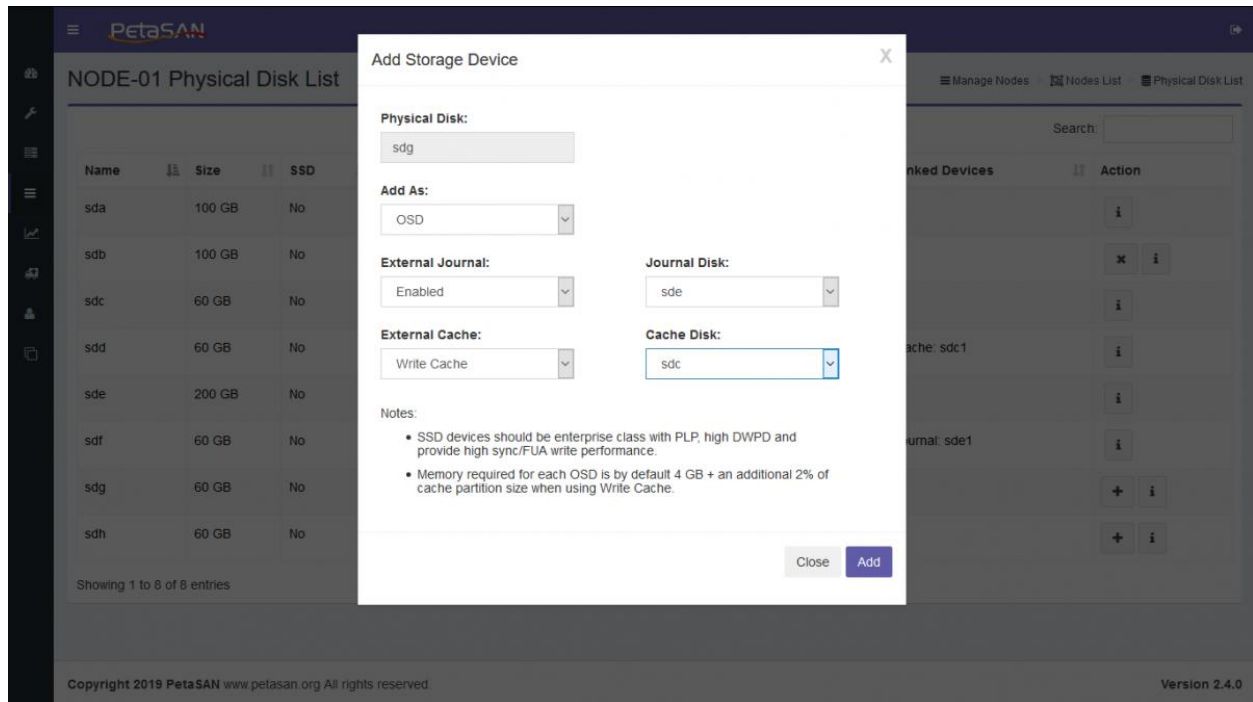 PetaSAN
NODE-01 Physical Disk List
Manage Nodes
Nodes List
Physical Disk List
Search:
Name Size SSD nked Devices Action
sda 100 GB No
sdb 100 GB No
sdc 60 GB No
sdd 60 GB No ache: sdc1
sde 200 GB No
sdf 60 GB No urnal: sde1
sdg 60 GB No
sdh 60 GB No
Showing 1 to 8 of 8 entries
Add Storage Device X
Physical Disk:
sdg
Add As:
OSD
External Journal: Journal Disk:
Enabled sde
External Cache: Cache Disk:
Write Cache sdc
Notes:
• SSD devices should be enterprise class with PLP, high DWPD and
provide high sync/FUA write performance.
• Memory required for each OSD is by default 4 GB + an additional 2% of
cache partition size when using Write Cache.
Close Add
Copyright 2019 PetaSAN www.petasan.org All rights reserved. Version 2.4.0